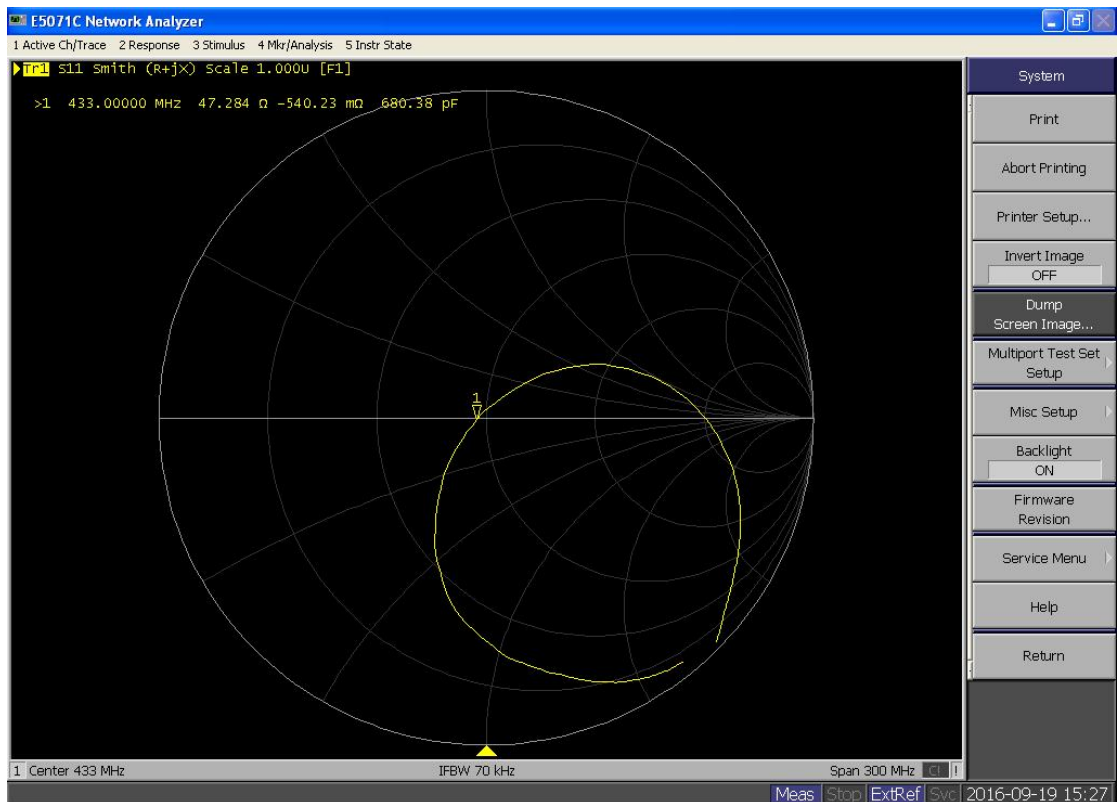 E5071C Network Analyzer
1 Active Ch/Trace 2 Response 3 Stimulus 4 Mkr/Analysis 5 Instr State
Tr1 S11 Smith (R+jX) Scale 1.000U [F1]
>1 433.00000 MHz 47.284 Ω -540.23 mΩ 680.38 pF
1
System
Print
Abort Printing
Printer Setup...
Invert Image
OFF
Dump
Screen Image...
Multiport Test Set
Setup
Misc Setup
Backlight
ON
Firmware
Revision
Service Menu
Help
Return
1 Center 433 MHz IFBW 70 kHz Span 300 MHz !
Meas Stop ExtRef Svc 2016-09-19 15:27